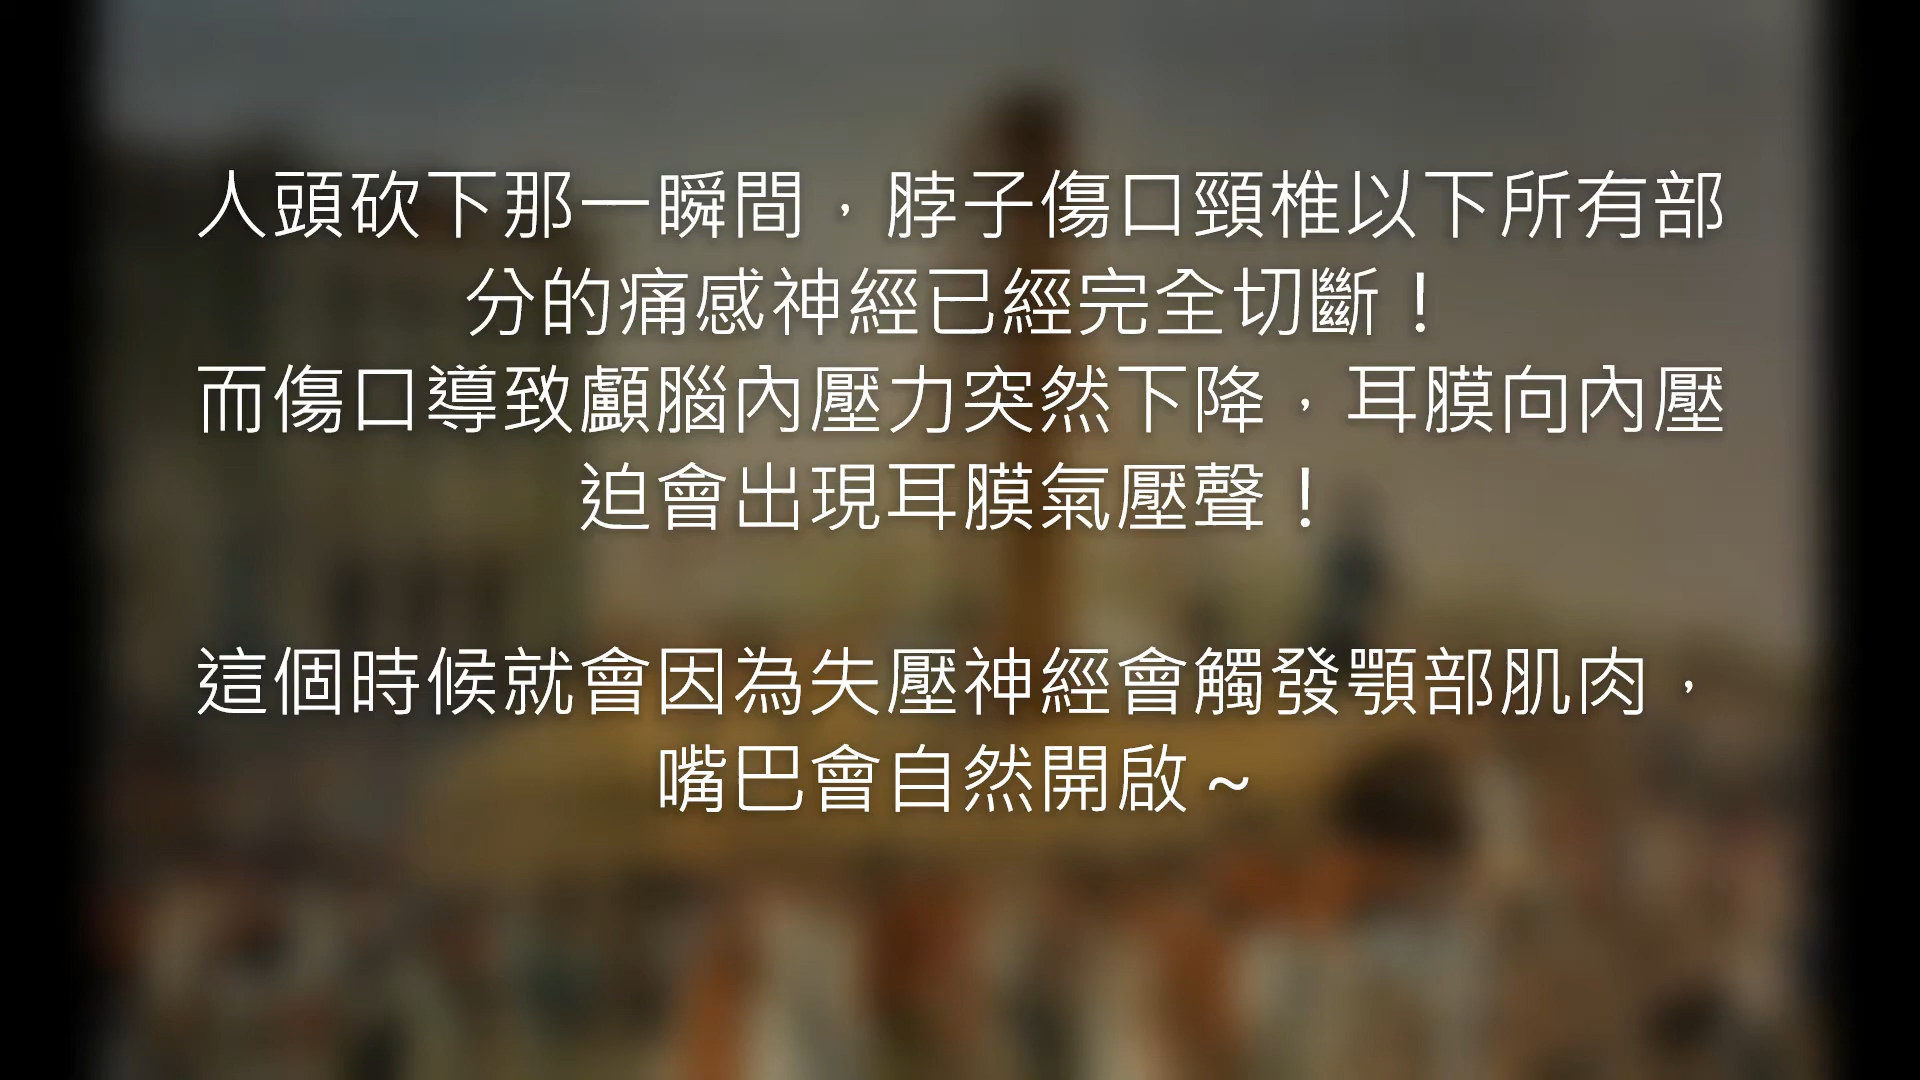 人頭砍下那一瞬間，脖子傷口頸椎以下所有部
分的痛感神經已經完全切斷！
而傷口導致顱腦內壓力突然下降，耳膜向內壓
迫會出現耳膜氣壓聲！
這個時候就會因為失壓神經會觸發顎部肌肉，
嘴巴會自然開啟～